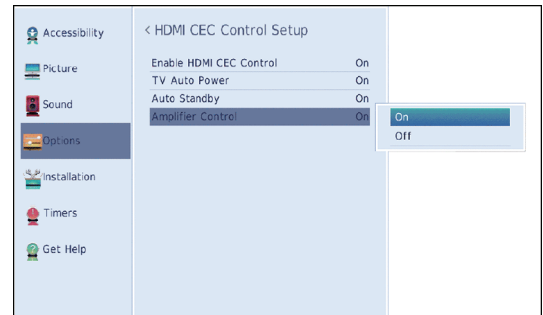 Accessibility
Picture
Sound
Options
Installation
Timers
Get Help
< HDMI CEC Control Setup
Enable HDMI CEC Control On
TV Auto Power On
Auto Standby On
Amplifier Control On
On
Off